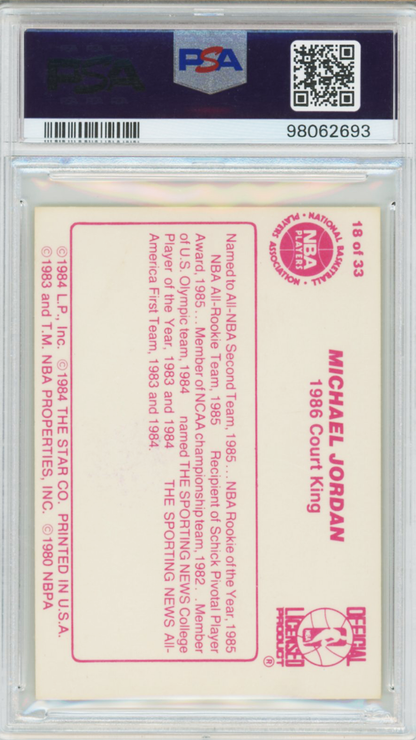 PSA
98062693
18 of 33
NATIONAL BASKETBALL
NBA
PLAYERS
PLAYERS ASSOCIATION
MICHAEL JORDAN
1986 Court King
OFFICIAL
LICENSED
PRODUCT
®
Named to All-NBA Second Team, 1985 . . . NBA Rookie of the Year, 1985
NBA All-Rookie Team, 1985 Recipient of Schick Pivotal Player
Award, 1985 . . . Member of NCAA championship team, 1982 . . Member
of U.S. Olympic team, 1984 named THE SPORTING NEWS College
Player of the Year, 1983 and 1984 THE SPORTING NEWS All-
America First Team, 1983 and 1984.
©1984 L.P., Inc. ©1984 THE STAR CO. PRINTED IN U.S.A.
©1983 and T.M. NBA PROPERTIES, INC. ©1980 NBPA